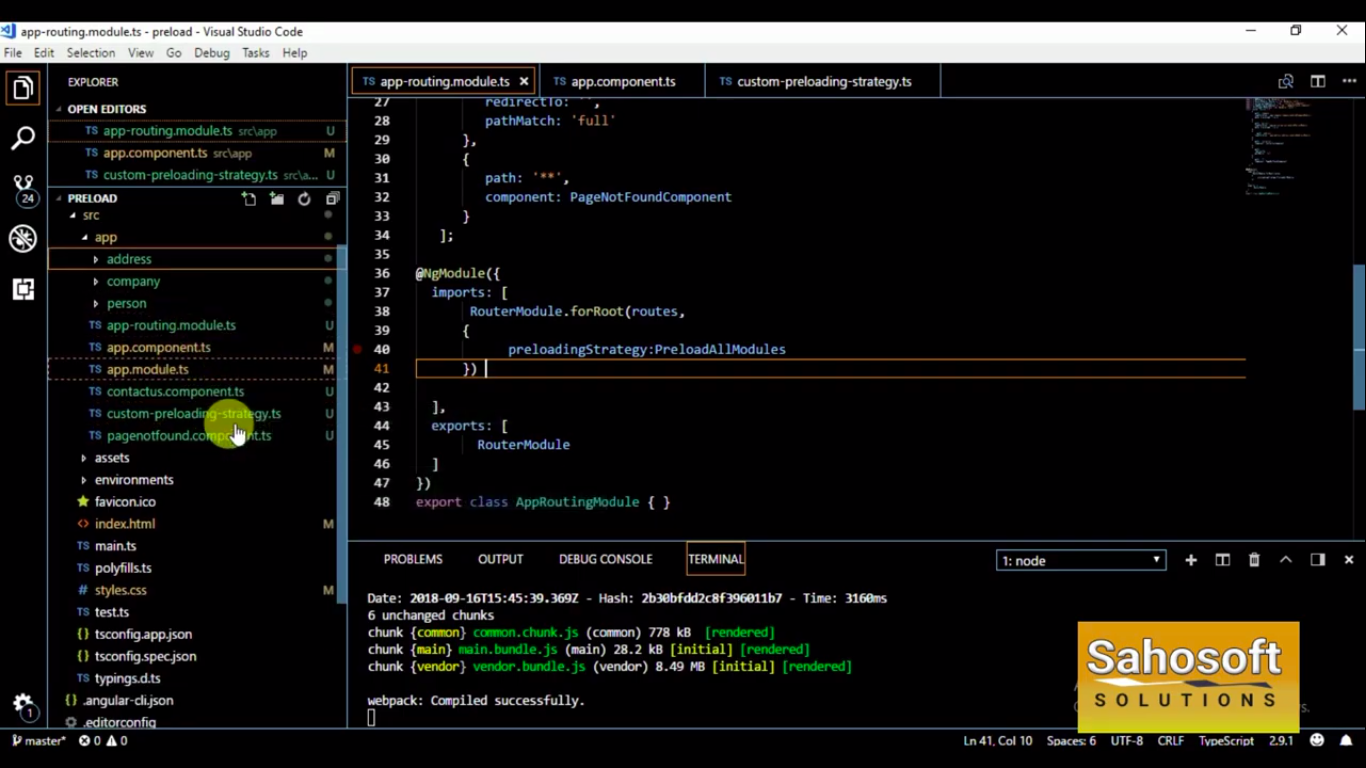 app-routing.module.ts - preload - Visual Studio Code
File Edit Selection View Go Debug Tasks Help
EXPLORER
OPEN EDITORS
TS app-routing.module.ts src\app U
TS app.component.ts src\app M
TS custom-preloading-strategy.ts src\a... U
PRELOAD
src
app
address
company
person
TS app-routing.module.ts U
TS app.component.ts M
TS app.module.ts M
TS contactus.component.ts U
TS custom-preloading-strategy.ts U
TS pagenotfound.component.ts U
assets
environments
favicon.ico
<> index.html M
TS main.ts
TS polyfills.ts
# styles.css M
TS test.ts
{} tsconfig.app.json
{} tsconfig.spec.json
TS typings.d.ts
{} .angular-cli.json
.editorconfig
24
1
TS app-routing.module.ts ×
TS app.component.ts
TS custom-preloading-strategy.ts
27 redirectTo: '',
28 pathMatch: 'full'
29 },
30 {
31 path: '**',
32 component: PageNotFoundComponent
33 }
34 ];
35
36 @NgModule({
37 imports: [
38 RouterModule.forRoot(routes,
39 {
40 preloadingStrategy:PreloadAllModules
41 })
42
43 ],
44 exports: [
45 RouterModule
46 ]
47 })
48 export class AppRoutingModule { }
PROBLEMS OUTPUT DEBUG CONSOLE TERMINAL
1: node
Date: 2018-09-16T15:45:39.369Z - Hash: 2b30bfdd2c8f396011b7 - Time: 3160ms
6 unchanged chunks
chunk {common} common.chunk.js (common) 778 kB [rendered]
chunk {main} main.bundle.js (main) 28.2 kB [initial] [rendered]
chunk {vendor} vendor.bundle.js (vendor) 8.49 MB [initial] [rendered]
webpack: Compiled successfully.
Sahosoft
SOLUTIONS
master* 0 0
Ln 41, Col 10 Spaces: 6 UTF-8 CRLF TypeScript 2.9.1